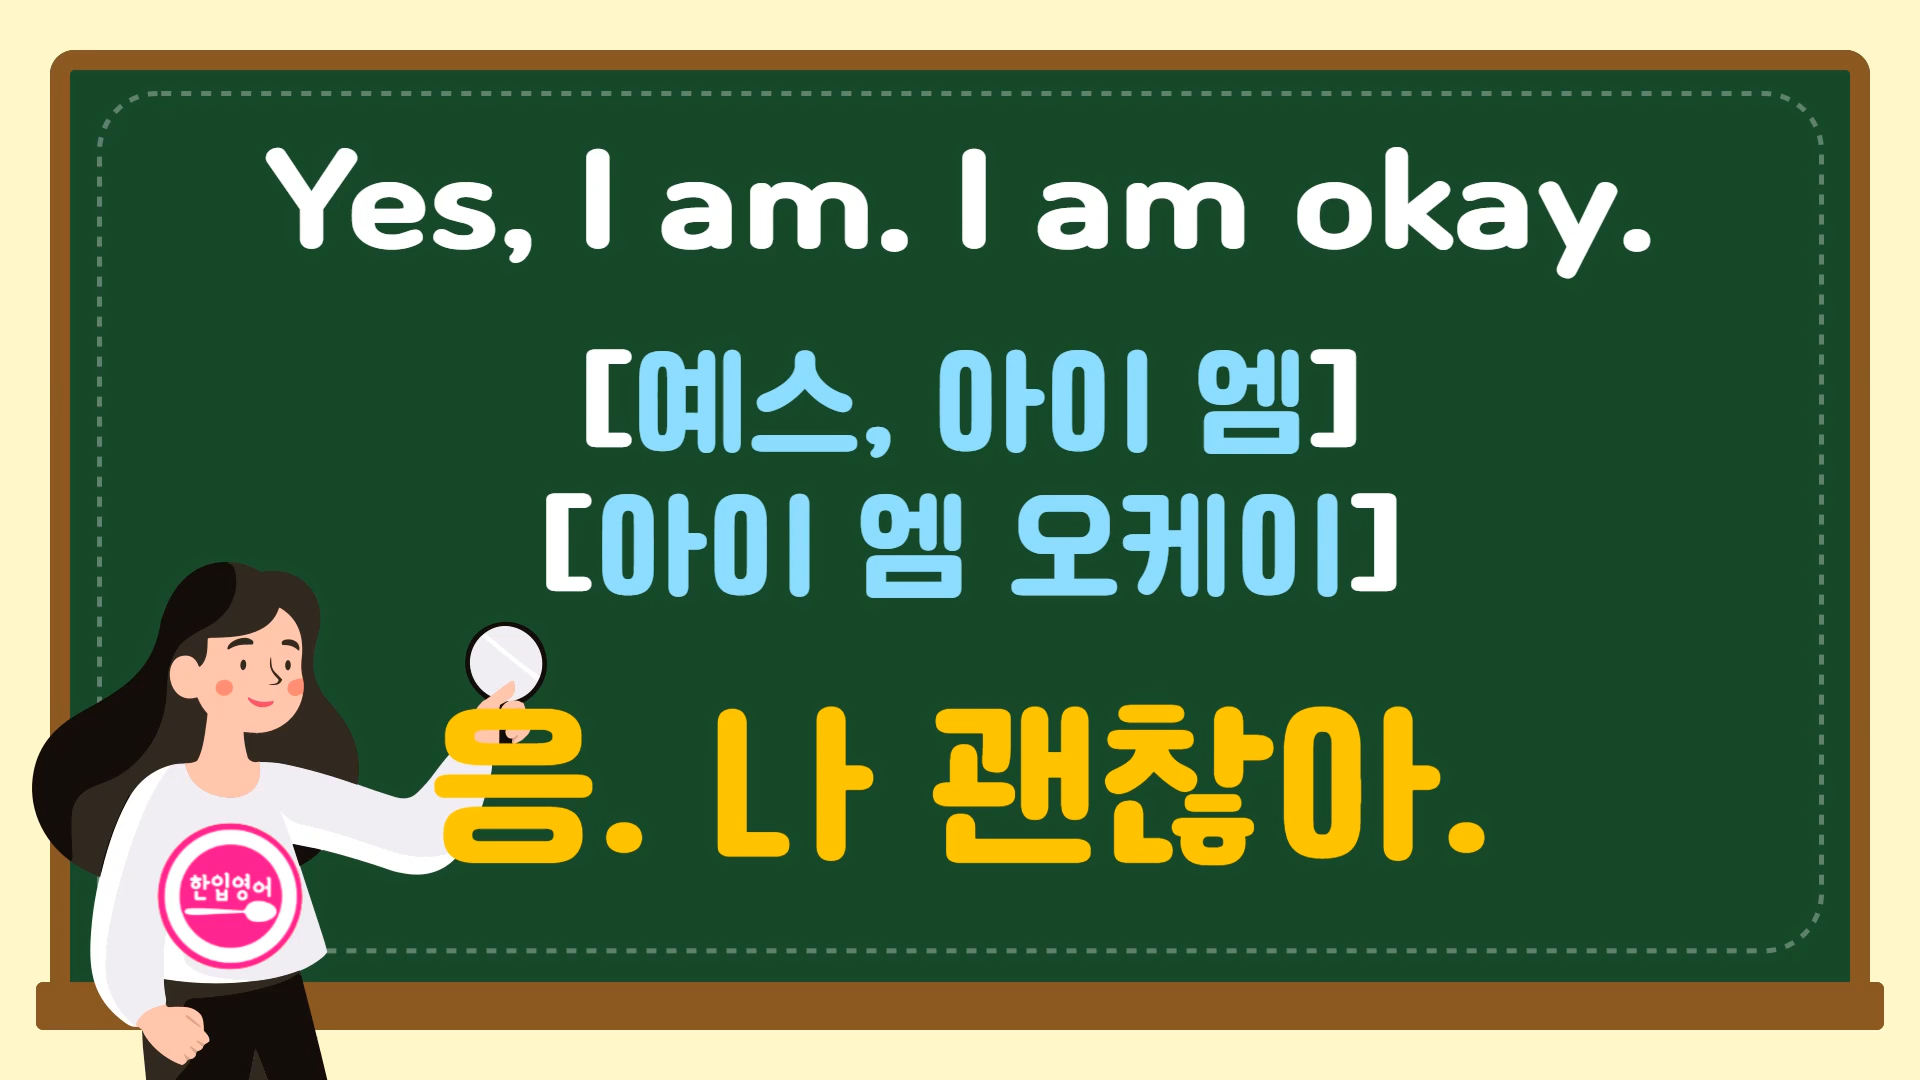 Yes, I am. I am okay.
[예스, 아이 엠]
[아이 엠 오케이]
응. 나 괜찮아.
한입영어